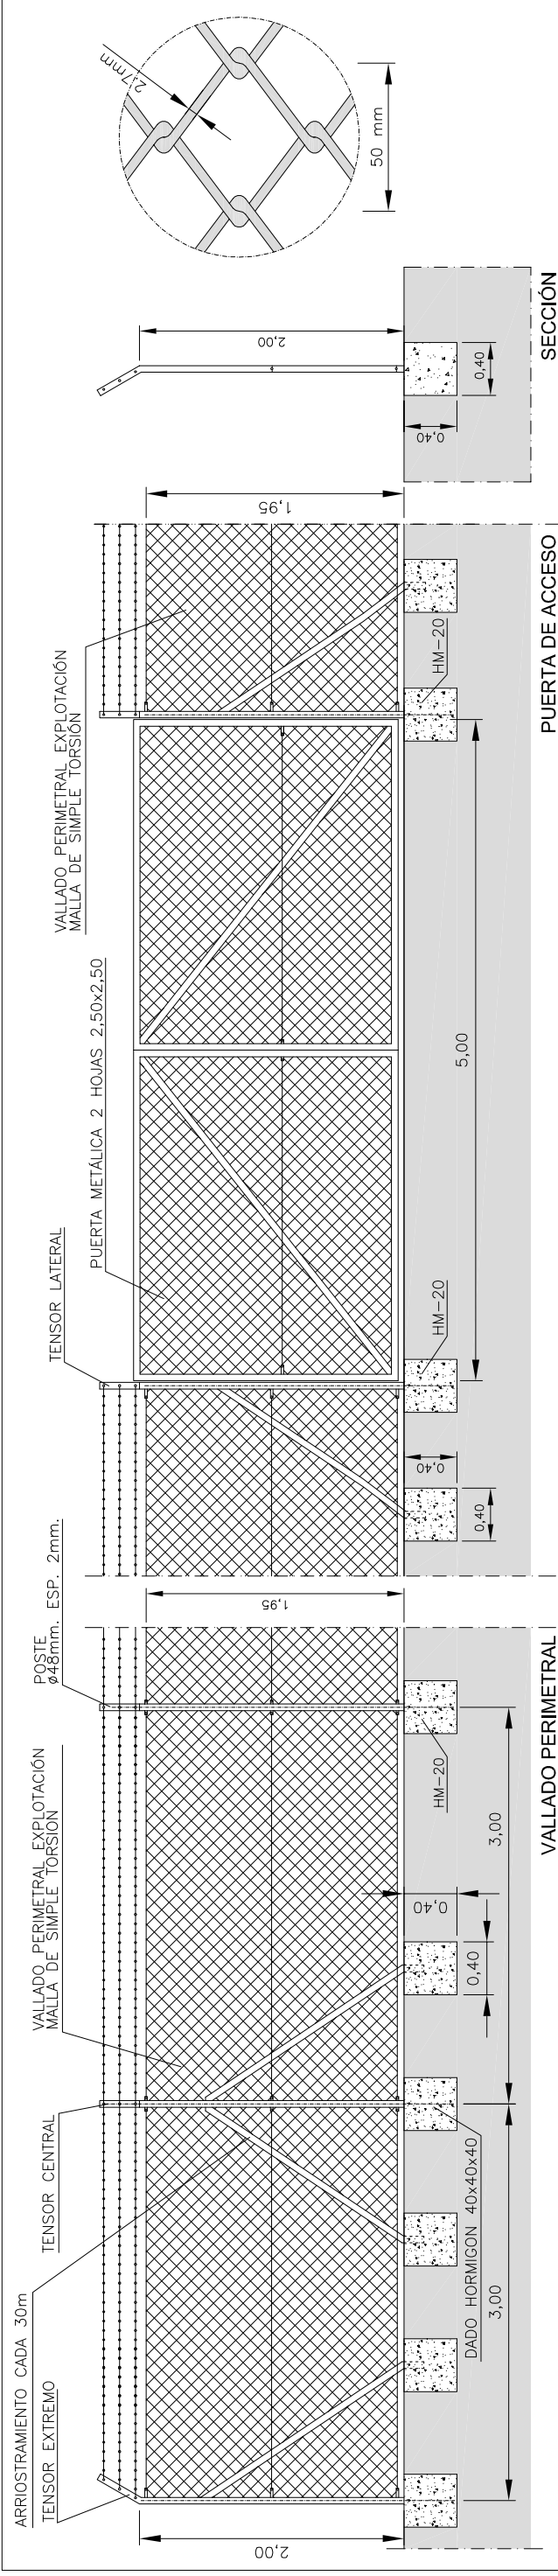 ARRIOSTRAMIENTO CADA 30m
TENSOR EXTREMO
TENSOR CENTRAL
VALLADO PERIMETRAL EXPLOTACIÓN
MALLA DE SIMPLE TORSIÓN
POSTE
ø48mm. ESP. 2mm.
2,00
1,95
DADO HORMIGON 40x40x40
HM-20
0,40
0,40
3,00
3,00
VALLADO PERIMETRAL
TENSOR LATERAL
PUERTA METÁLICA 2 HOJAS 2,50x2,50
VALLADO PERIMETRAL EXPLOTACIÓN
MALLA DE SIMPLE TORSIÓN
1,95
0,40
0,40
HM-20
HM-20
5,00
PUERTA DE ACCESO
2,00
0,40
0,40
SECCIÓN
2.7mm
50 mm